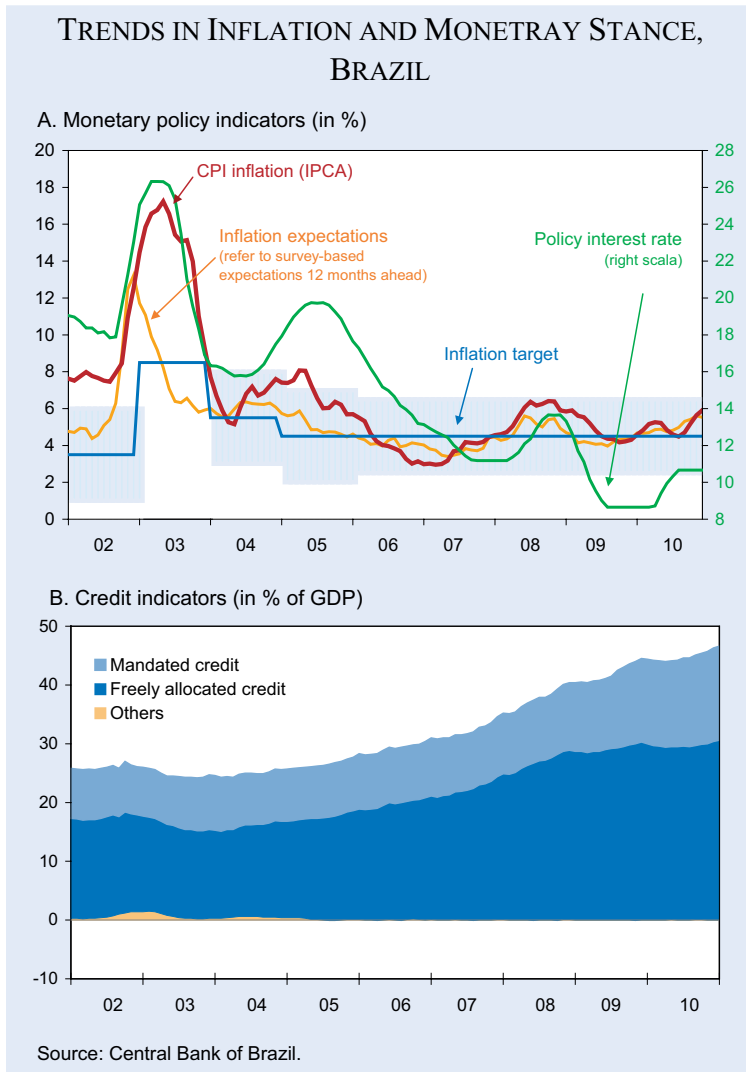 TRENDS IN INFLATION AND MONETRAY STANCE,
BRAZIL
A. Monetary policy indicators (in %)
20
18
16
14
12
10
8
6
4
2
0
28
26
24
22
20
18
16
14
12
10
8
CPI inflation (IPCA)
Inflation expectations
(refer to survey-based
expectations 12 months ahead)
Policy interest rate
(right scala)
Inflation target
02 03 04 05 06 07 08 09 10
B. Credit indicators (in % of GDP)
50
40
30
20
10
0
-10
Mandated credit
Freely allocated credit
Others
02 03 04 05 06 07 08 09 10
Source: Central Bank of Brazil.